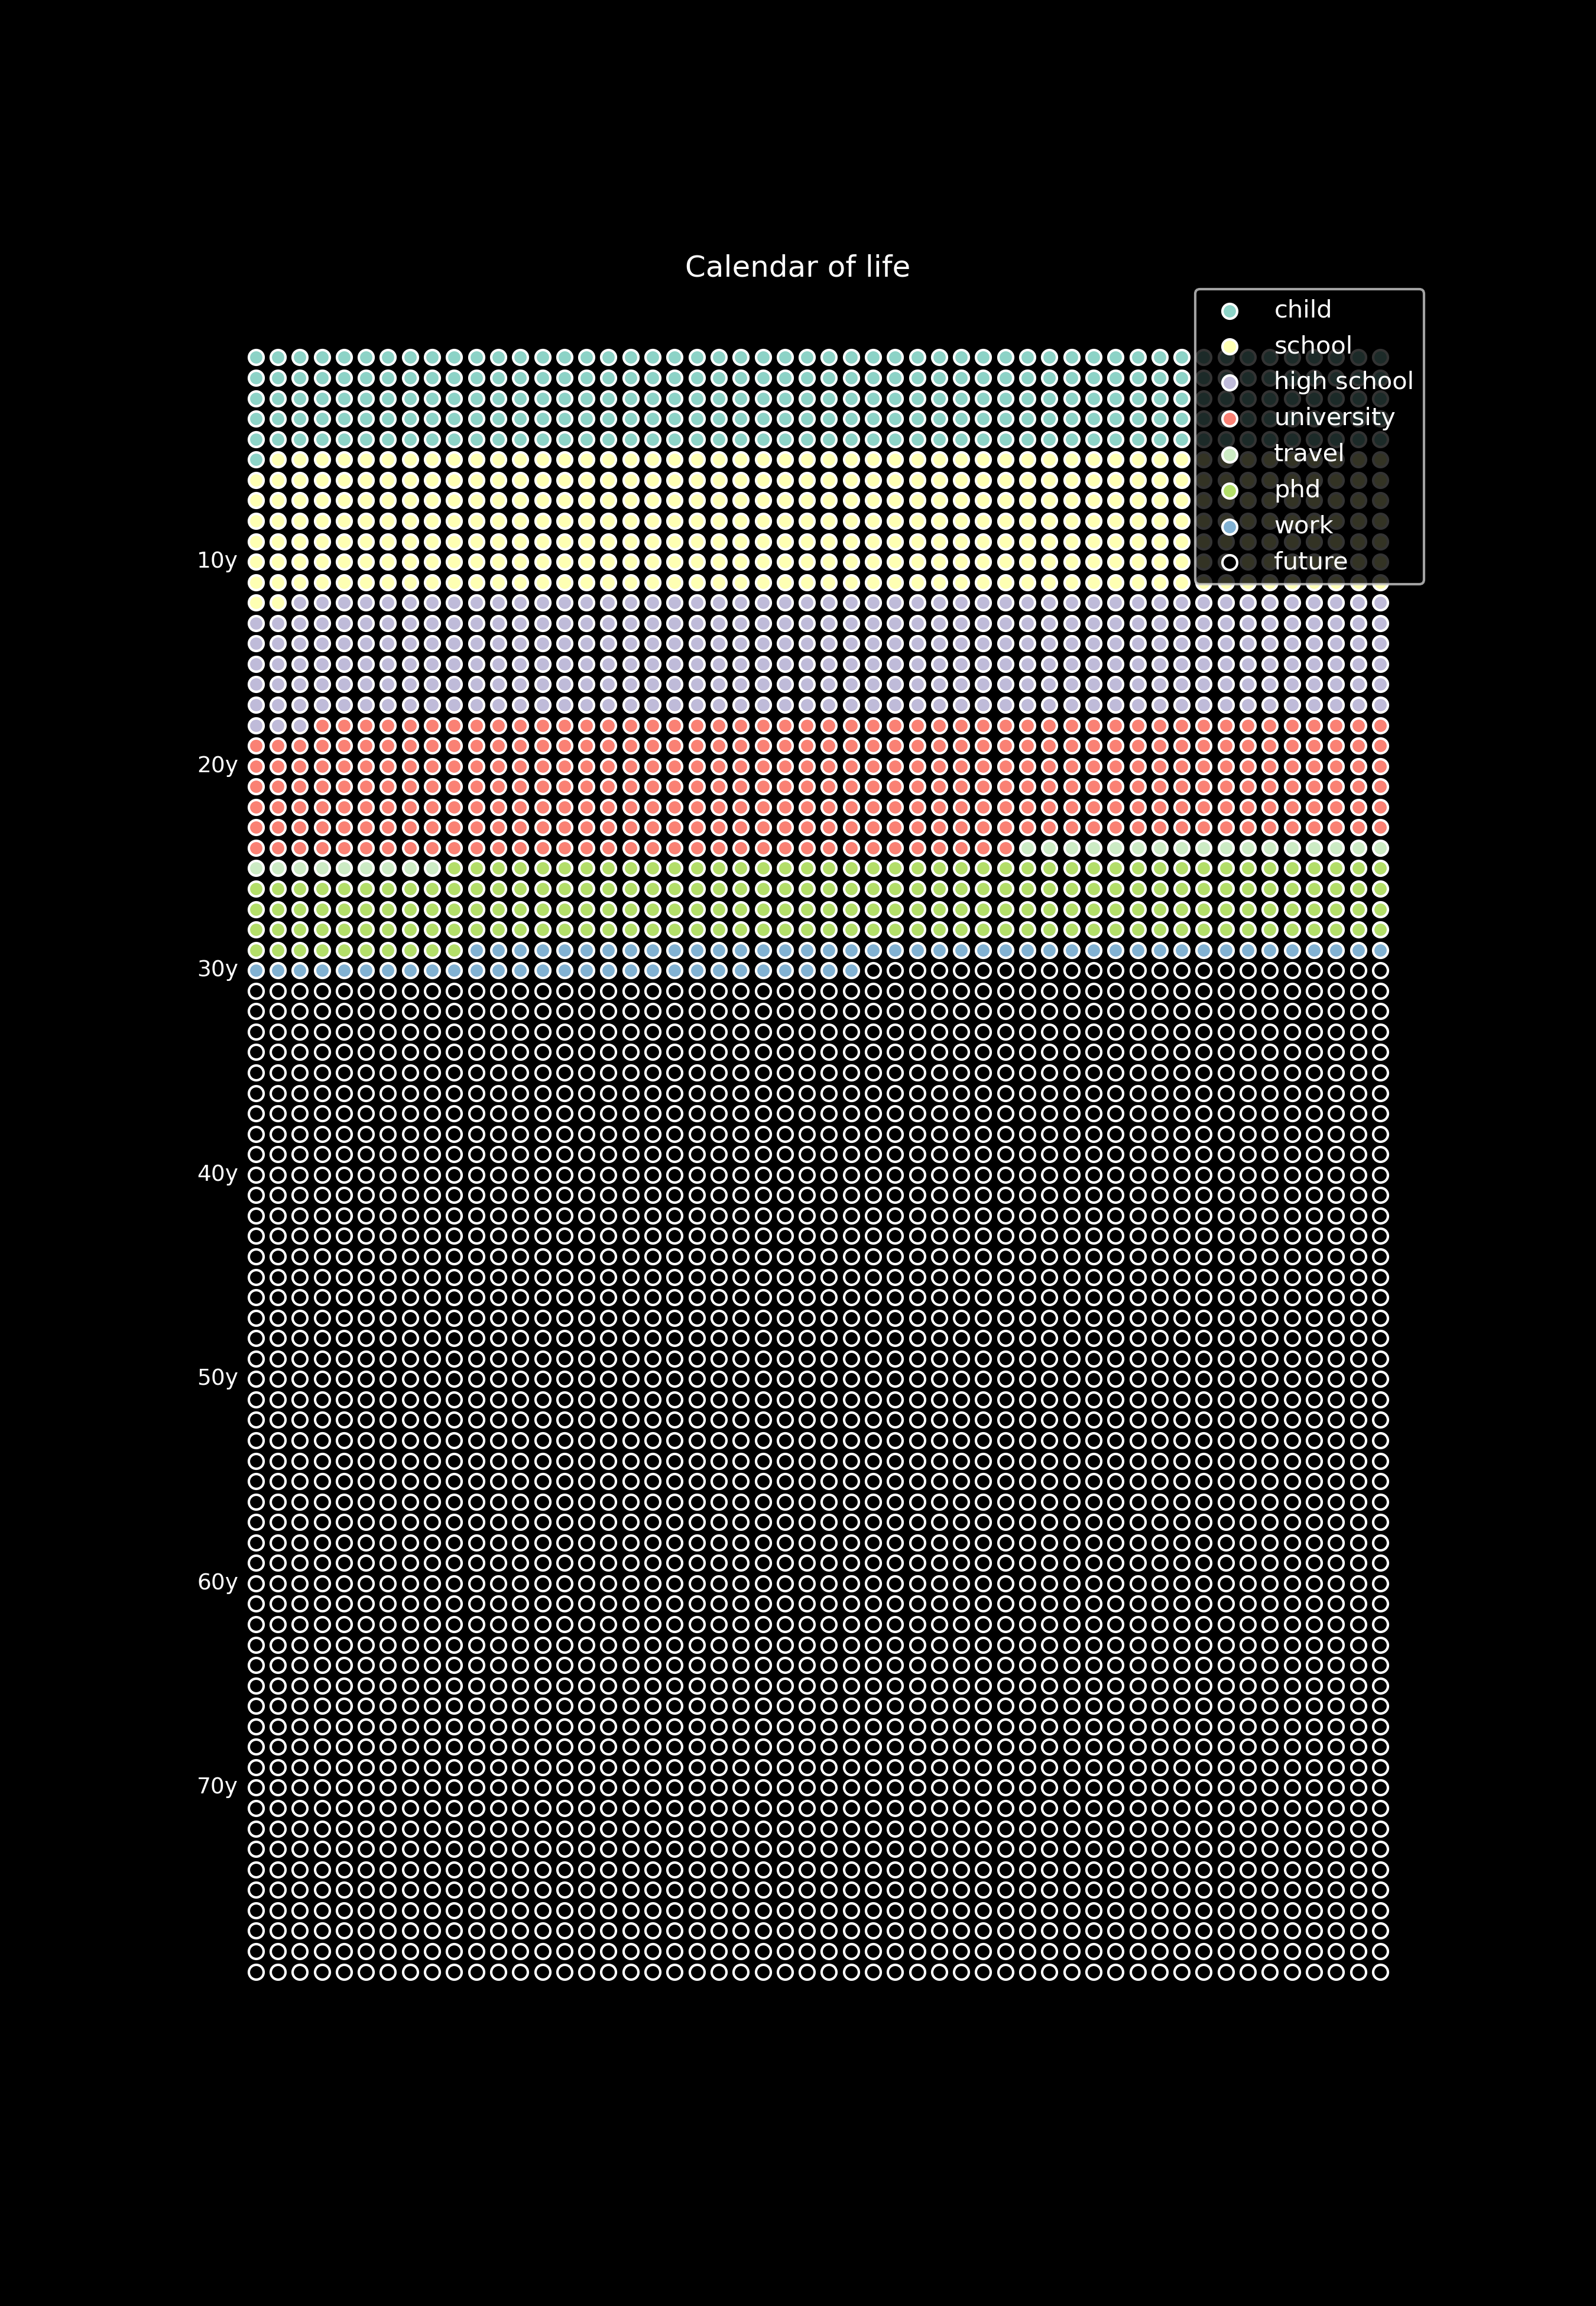 Calendar of life
child
school
high school
university
travel
phd
work
future
10y
20y
30y
40y
50y
60y
70y